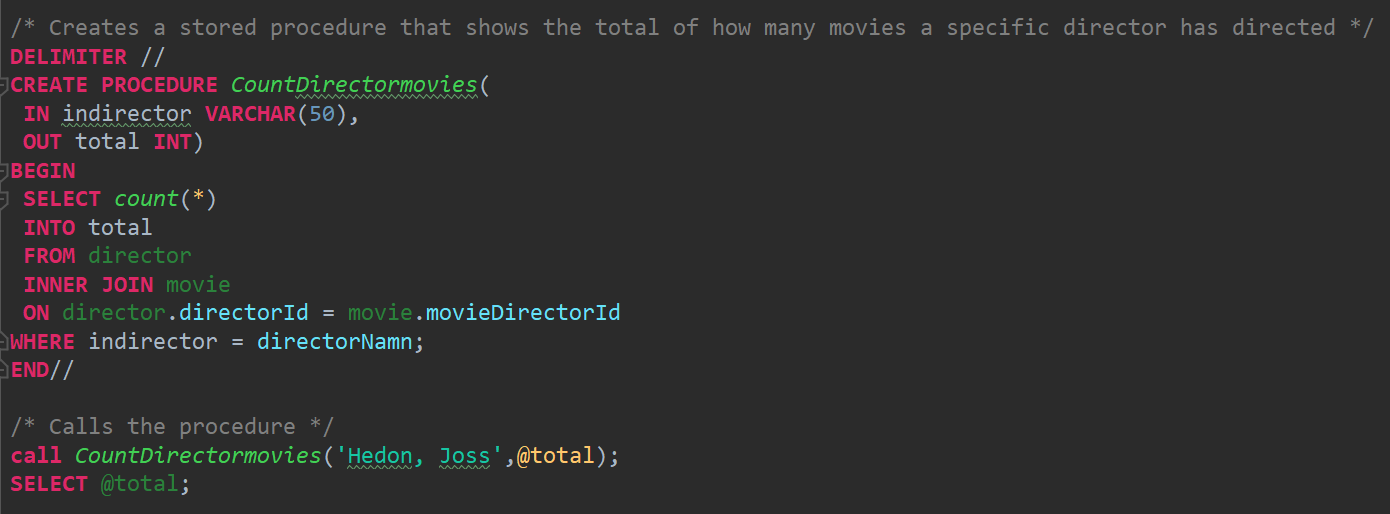 /* Creates a stored procedure that shows the total of how many movies a specific director has directed */
DELIMITER //
CREATE PROCEDURE CountDirectormovies(
IN indirector VARCHAR(50),
OUT total INT)
BEGIN
SELECT count(*)
INTO total
FROM director
INNER JOIN movie
ON director.directorId = movie.movieDirectorId
WHERE indirector = directorNamn;
END//
/* Calls the procedure */
call CountDirectormovies('Hedon, Joss',@total);
SELECT @total;